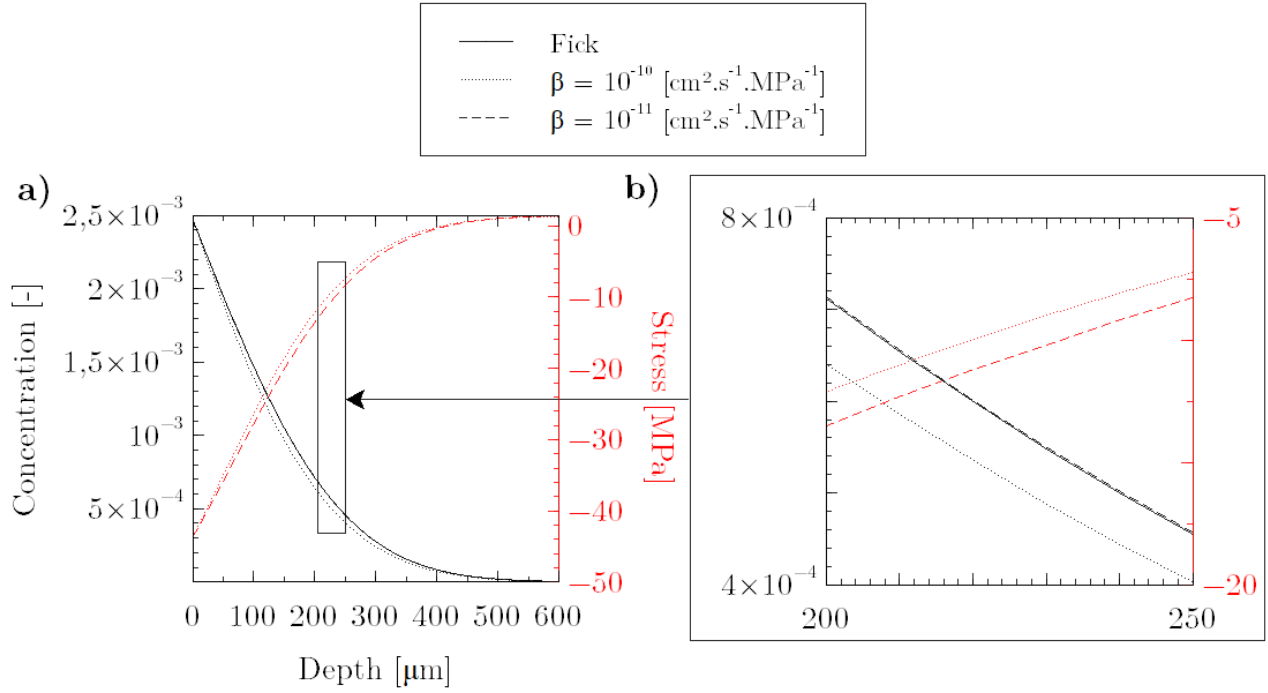 Fick
β = 10⁻¹⁰ [cm².s⁻¹.MPa⁻¹]
β = 10⁻¹¹ [cm².s⁻¹.MPa⁻¹]
a)
2,5×10⁻³
2×10⁻³
1,5×10⁻³
10⁻³
5×10⁻⁴
Concentration [-]
0
−10
−20
−30
−40
−50
Stress [MPa]
0 100 200 300 400 500 600
Depth [μm]
b)
8×10⁻⁴
4×10⁻⁴
−5
−20
200 250